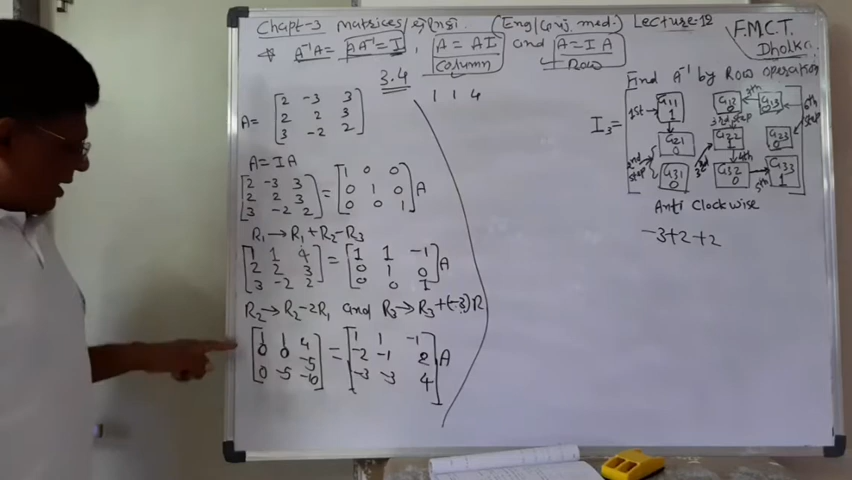 Chapt-3 Matrices/શ્રેણિક. (Eng/Guj. med.) Lecture-12
F.M.C.T.
Dholka.
* A⁻¹A = AA⁻¹ = I, A = AI and A = IA
Column Row
3.4
Find A⁻¹ by Row operation
1 1 4
A = [2 -3 3
2 2 3
3 -2 2]
I₃ = 1st → a11 1 a12 0 5th a13 0 6th step
2nd step a21 0 3rd step a22 1 a23 0
a31 0 3rd 4th a32 0 5th a33 1
Anti Clockwise
-3+2+2
A = IA
[2 -3 3
2 2 3
3 -2 2] = [1 0 0
0 1 0
0 0 1] A
R₁ → R₁+R₂-R₃
[1 1 4
2 2 3
3 -2 2] = [1 1 -1
0 1 0
0 0 1] A
R₂ → R₂-2R₁ and R₃ → R₃+(-3)R
[1 1 4
0 0 -5
0 -5 -10] = [1 1 -1
-2 -1 2
-3 -3 4] A